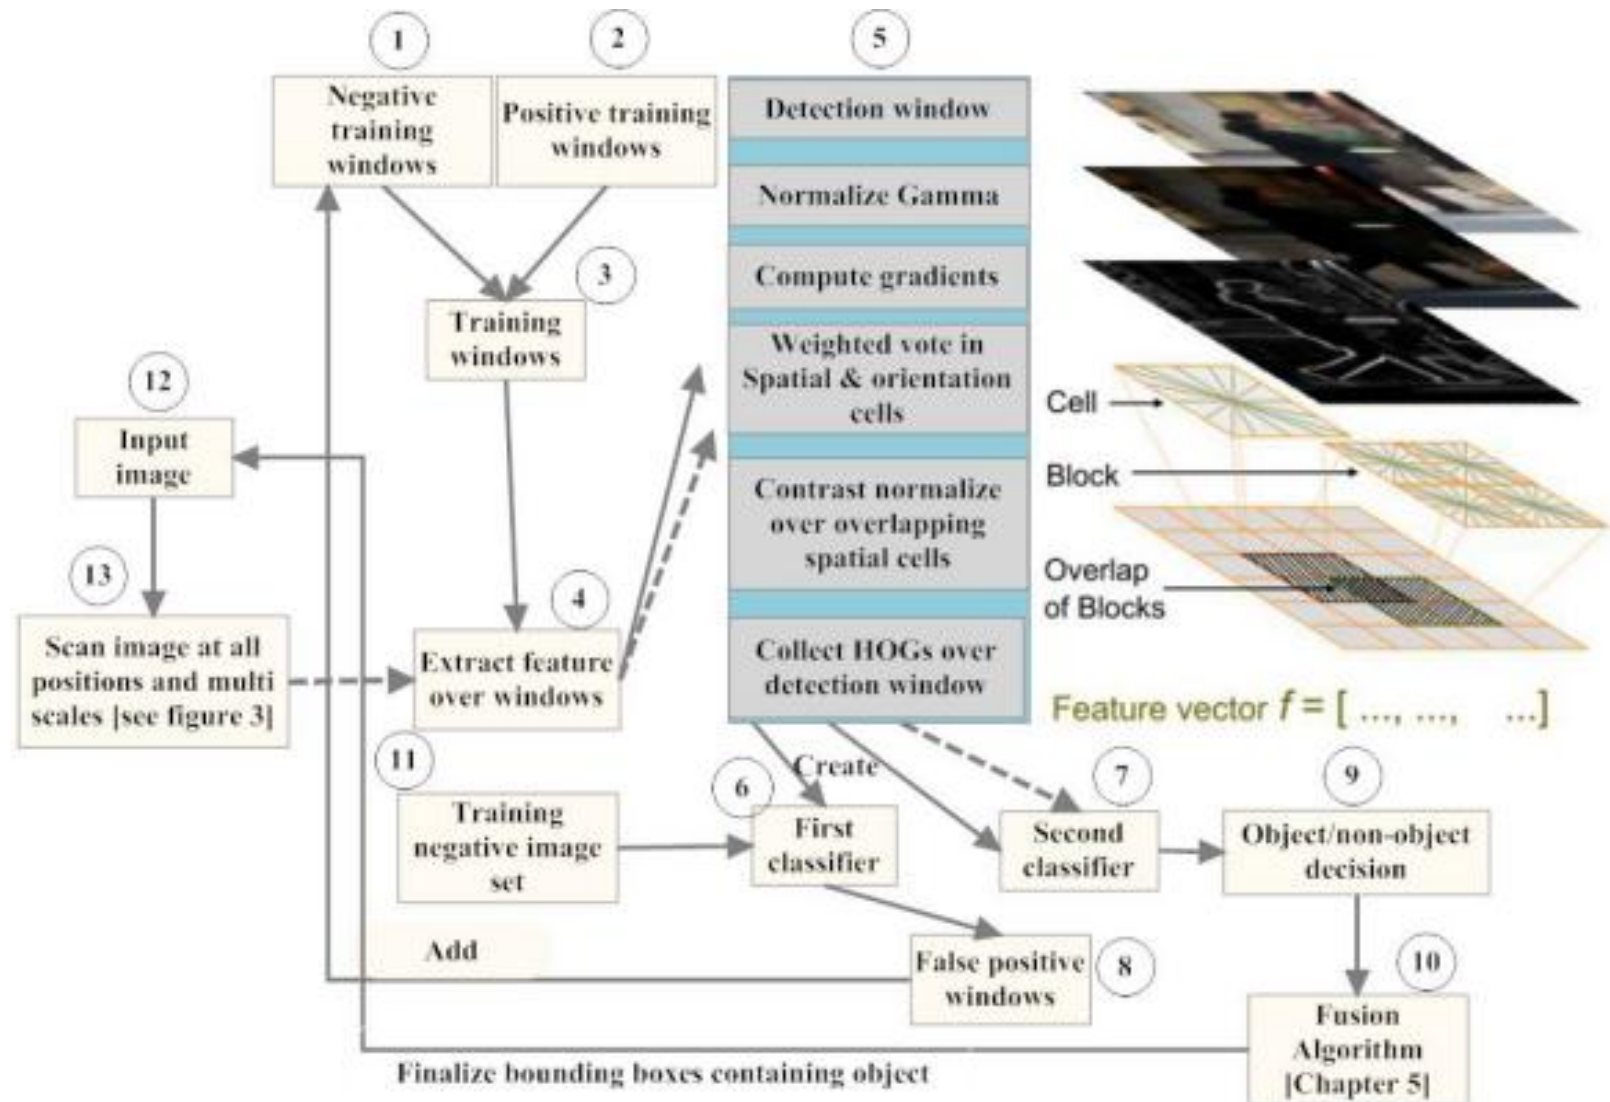 1
2
5
Negative
training
windows
Positive training
windows
Detection window
Normalize Gamma
3
Compute gradients
Training
windows
Weighted vote in
Spatial & orientation
cells
12
Cell
Input
image
Block
Contrast normalize
over overlapping
spatial cells
13
4
Overlap
of Blocks
Scan image at all
positions and multi
scales [see figure 3]
Extract feature
over windows
Collect HOGs over
detection window
Feature vector f = [ ..., ..., ...]
11
Create
6
7
9
Training
negative image
set
First
classifier
Second
classifier
Object/non-object
decision
Add
False positive
windows
8
10
Fusion
Algorithm
[Chapter 5]
Finalize bounding boxes containing object